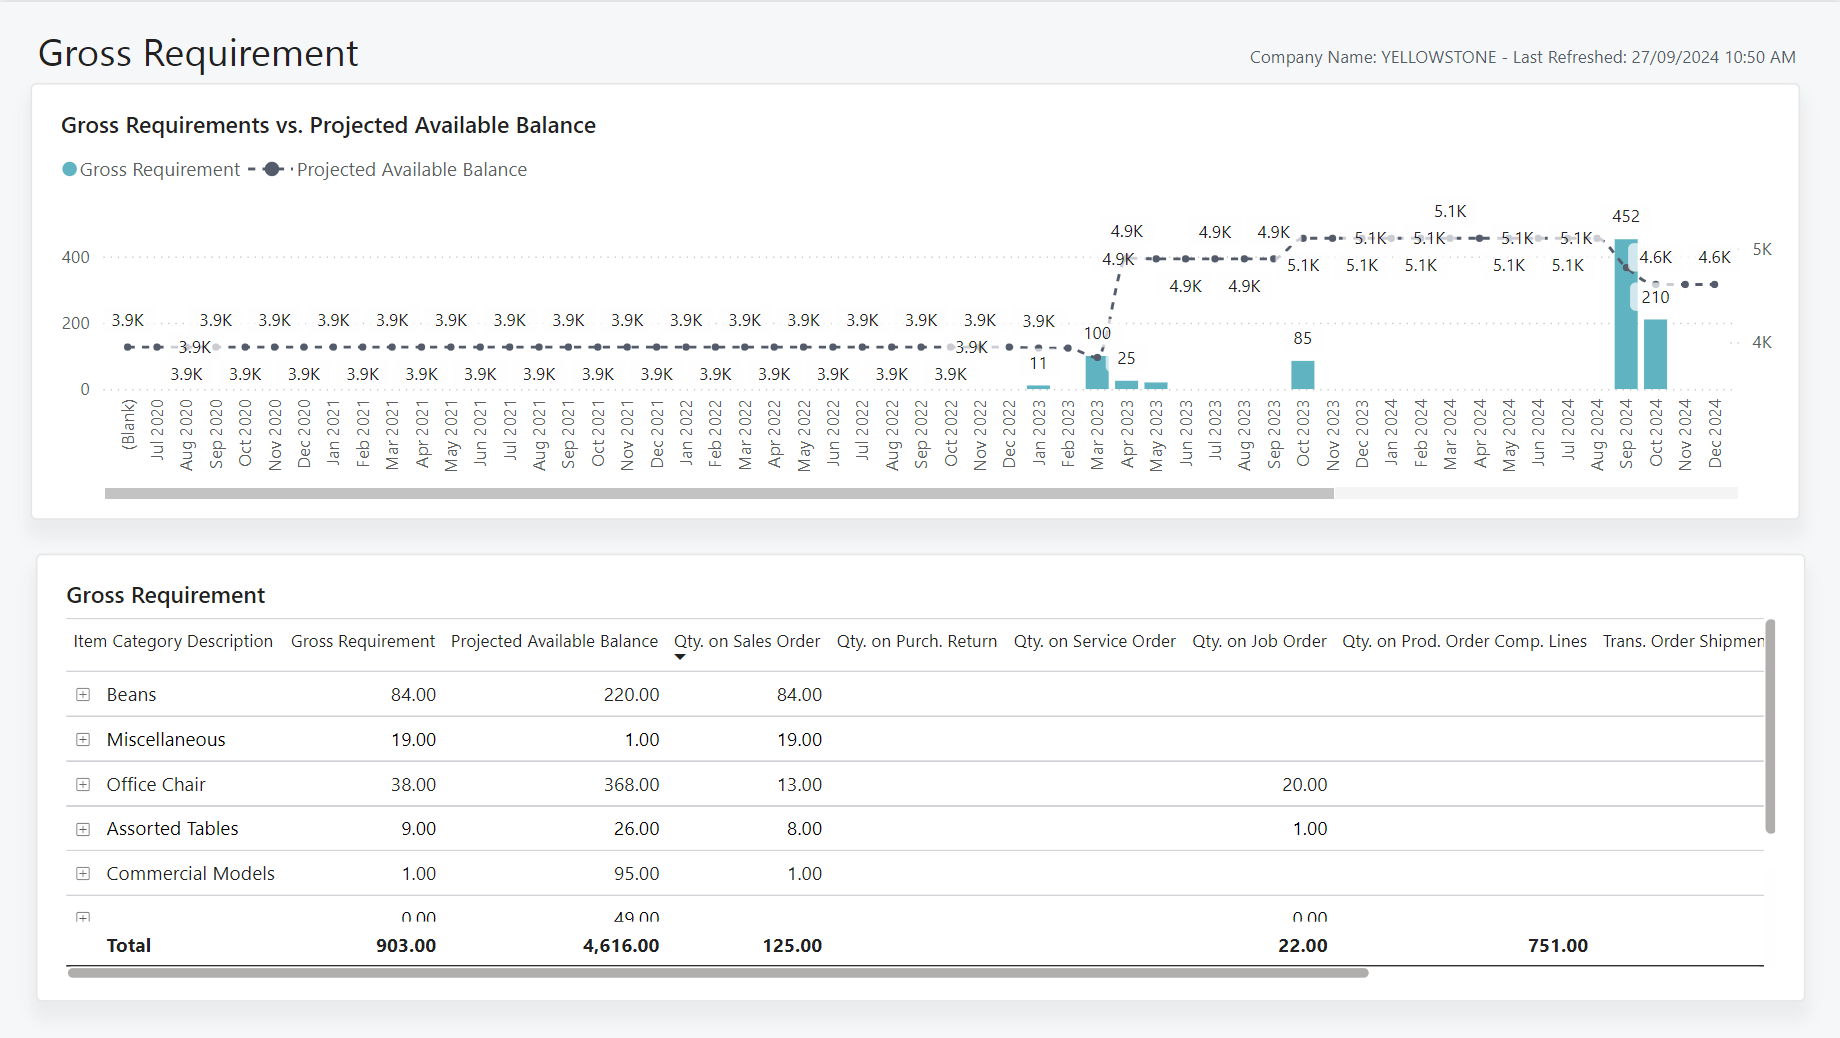 Gross Requirement
Company Name: YELLOWSTONE - Last Refreshed: 27/09/2024 10:50 AM
Gross Requirements vs. Projected Available Balance
Gross Requirement Projected Available Balance
5.1K
452
4.9K 4.9K 4.9K
5.1K 5.1K 5.1K 5.1K
400 4.9K 4.6K 4.6K 5K
5.1K 5.1K 5.1K 5.1K 5.1K
4.9K 4.9K
210
200 3.9K 3.9K 3.9K 3.9K 3.9K 3.9K 3.9K 3.9K 3.9K 3.9K 3.9K 3.9K 3.9K 3.9K 3.9K 3.9K
100 85
3.9K 3.9K 4K
11 25
3.9K 3.9K 3.9K 3.9K 3.9K 3.9K 3.9K 3.9K 3.9K 3.9K 3.9K 3.9K 3.9K 3.9K
0
(Blank) Jul 2020 Aug 2020 Sep 2020 Oct 2020 Nov 2020 Dec 2020 Jan 2021 Feb 2021 Mar 2021 Apr 2021 May 2021 Jun 2021 Jul 2021 Aug 2021 Sep 2021 Oct 2021 Nov 2021 Dec 2021 Jan 2022 Feb 2022 Mar 2022 Apr 2022 May 2022 Jun 2022 Jul 2022 Aug 2022 Sep 2022 Oct 2022 Nov 2022 Dec 2022 Jan 2023 Feb 2023 Mar 2023 Apr 2023 May 2023 Jun 2023 Jul 2023 Aug 2023 Sep 2023 Oct 2023 Nov 2023 Dec 2023 Jan 2024 Feb 2024 Mar 2024 Apr 2024 May 2024 Jun 2024 Jul 2024 Aug 2024 Sep 2024 Oct 2024 Nov 2024 Dec 2024
Gross Requirement
Item Category Description Gross Requirement Projected Available Balance Qty. on Sales Order Qty. on Purch. Return Qty. on Service Order Qty. on Job Order Qty. on Prod. Order Comp. Lines Trans. Order Shipmen
Beans 84.00 220.00 84.00
Miscellaneous 19.00 1.00 19.00
Office Chair 38.00 368.00 13.00 20.00
Assorted Tables 9.00 26.00 8.00 1.00
Commercial Models 1.00 95.00 1.00
0.00 49.00 0.00
Total 903.00 4,616.00 125.00 22.00 751.00